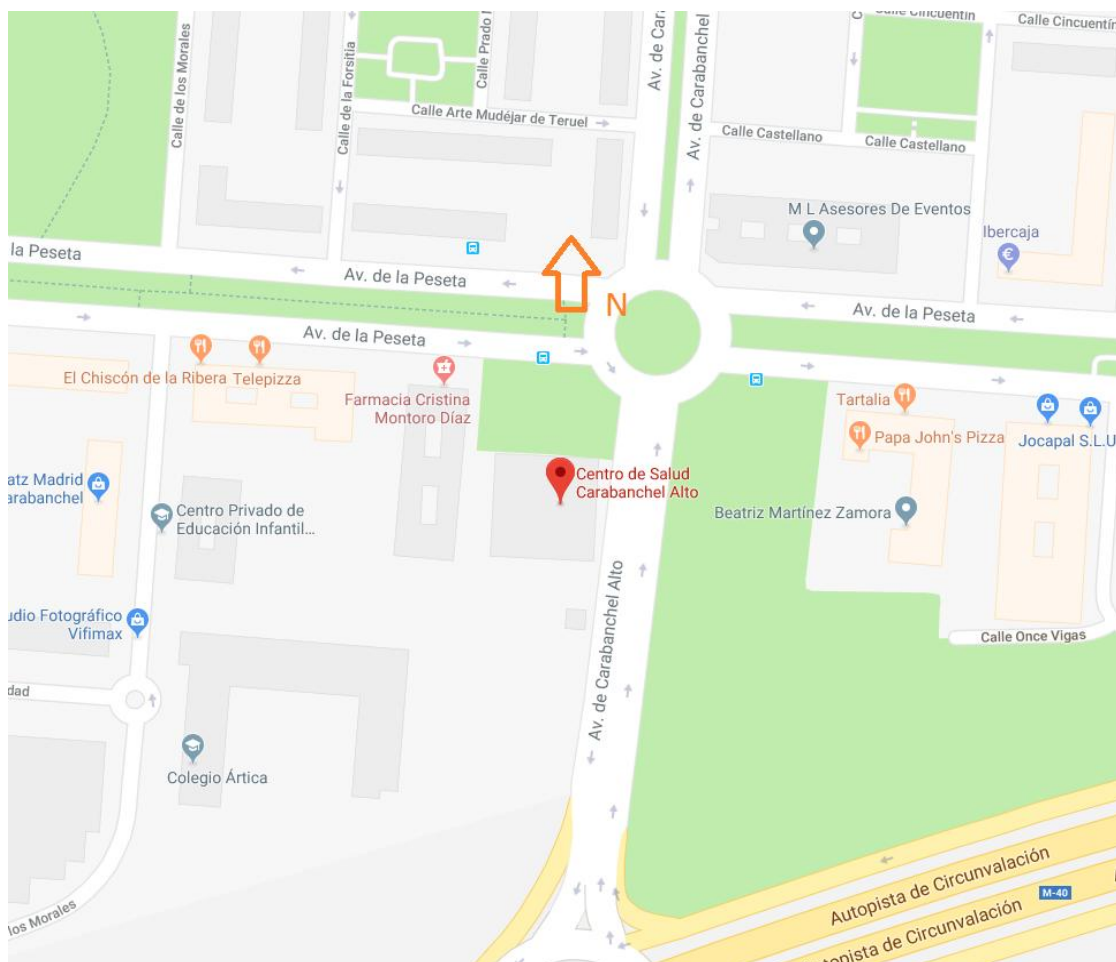 Calle Cincuentín
Calle Cincuentín
Calle de los Morales
Calle de la Forsitia
Calle Prado
Av. de Carabanchel
Av. de Carabanchel
Calle Arte Mudéjar de Teruel
Calle Castellano
Calle Castellano
M L Asesores De Eventos
Ibercaja
€
la Peseta
Av. de la Peseta
N
Av. de la Peseta
Av. de la Peseta
El Chiscón de la Ribera
Telepizza
Farmacia Cristina
Montoro Díaz
Tartalia
Papa John's Pizza
Jocapal S.L.U
Centro de Salud
Carabanchel Alto
atz Madrid
arabanchel
Centro Privado de
Educación Infantil...
Beatriz Martínez Zamora
udio Fotográfico
Vifimax
Av. de Carabanchel Alto
Calle Once Vigas
dad
Colegio Ártica
los Morales
Autopista de Circunvalación
M-40
opista de Circunvalación